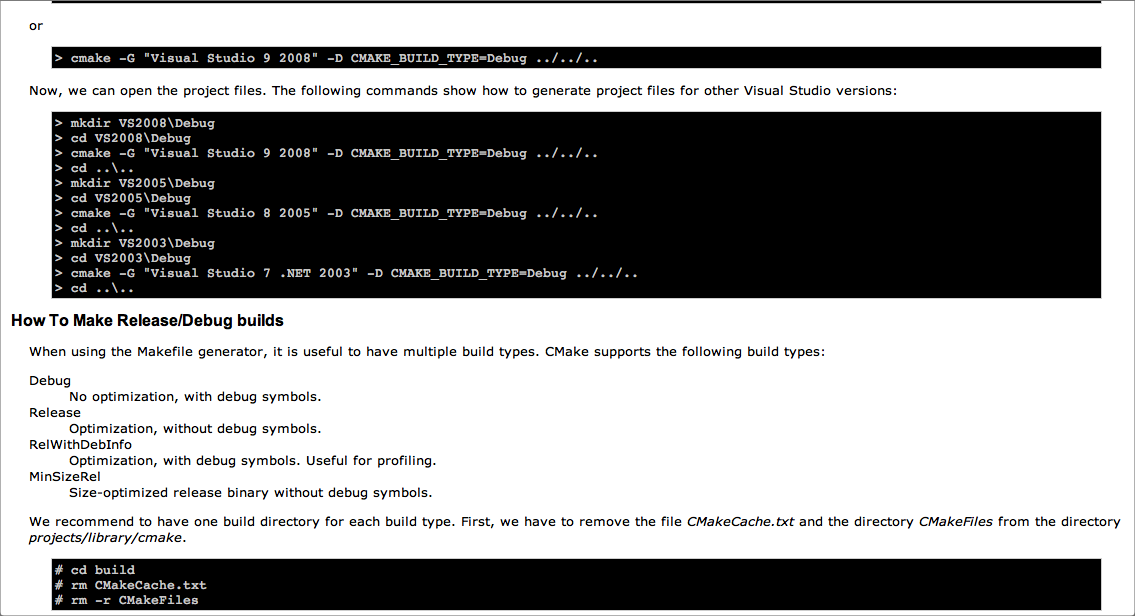 or
> cmake -G "Visual Studio 9 2008" -D CMAKE_BUILD_TYPE=Debug ../../..
Now, we can open the project files. The following commands show how to generate project files for other Visual Studio versions:
> mkdir VS2008\Debug
> cd VS2008\Debug
> cmake -G "Visual Studio 9 2008" -D CMAKE_BUILD_TYPE=Debug ../../..
> cd ..\..
> mkdir VS2005\Debug
> cd VS2005\Debug
> cmake -G "Visual Studio 8 2005" -D CMAKE_BUILD_TYPE=Debug ../../..
> cd ..\..
> mkdir VS2003\Debug
> cd VS2003\Debug
> cmake -G "Visual Studio 7 .NET 2003" -D CMAKE_BUILD_TYPE=Debug ../../..
> cd ..\..
How To Make Release/Debug builds
When using the Makefile generator, it is useful to have multiple build types. CMake supports the following build types:
Debug
No optimization, with debug symbols.
Release
Optimization, without debug symbols.
RelWithDebInfo
Optimization, with debug symbols. Useful for profiling.
MinSizeRel
Size-optimized release binary without debug symbols.
We recommend to have one build directory for each build type. First, we have to remove the file CMakeCache.txt and the directory CMakeFiles from the directory
projects/library/cmake.
# cd build
# rm CMakeCache.txt
# rm -r CMakeFiles